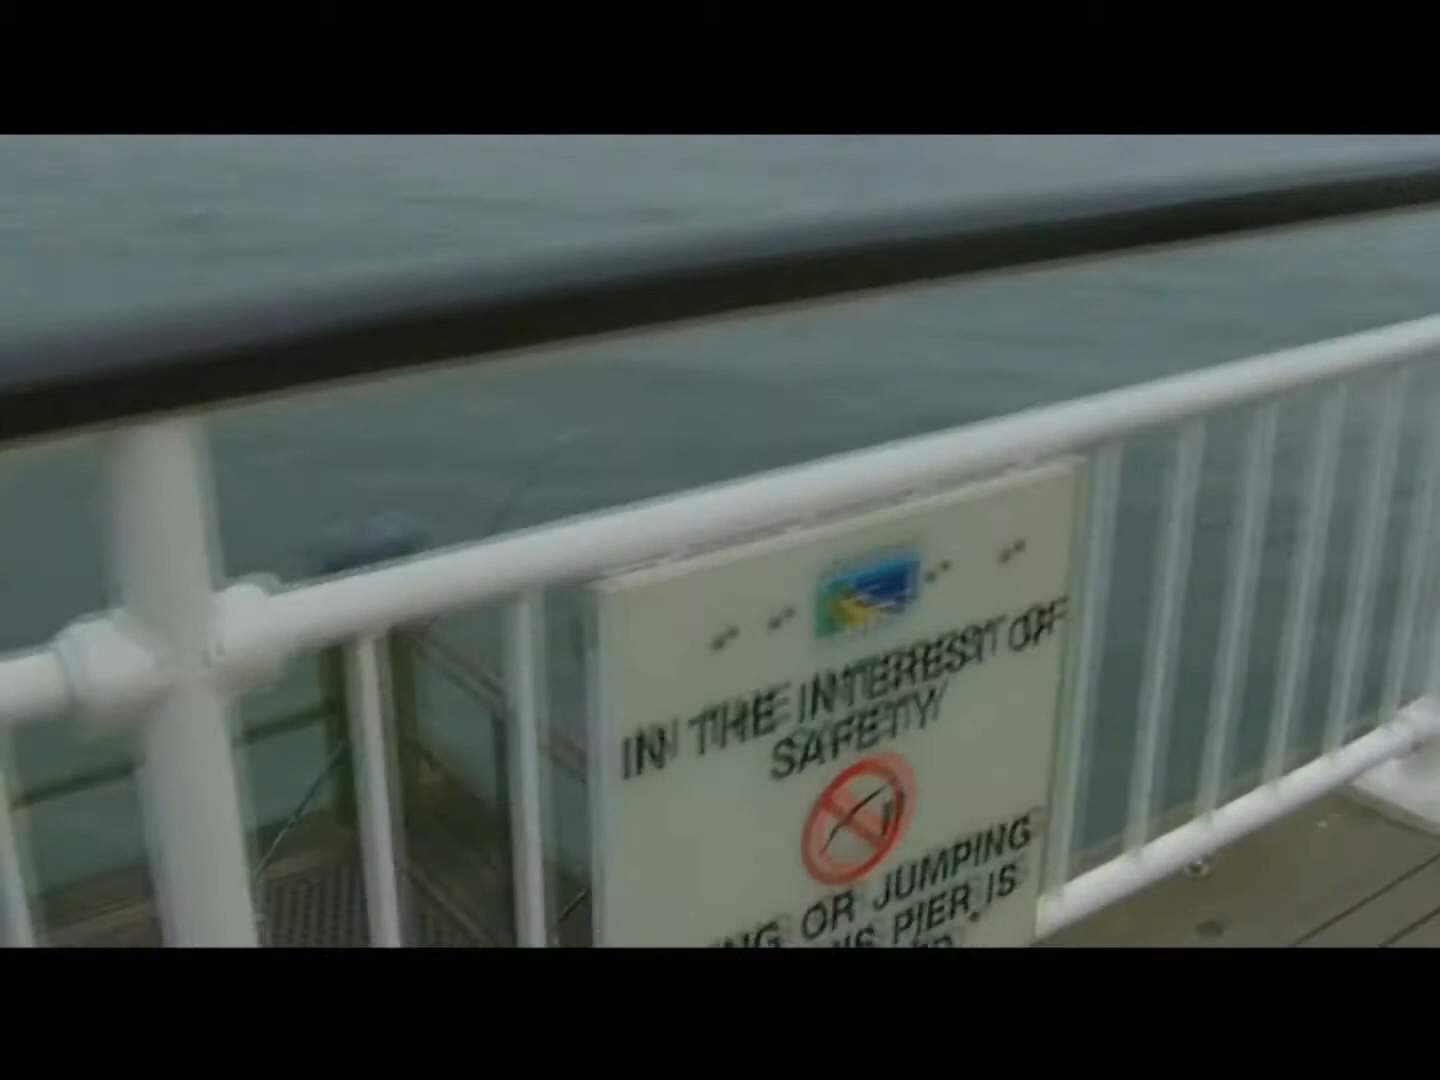 IN THE INTEREST OF
SAFETY
OR JUMPING
PIER IS